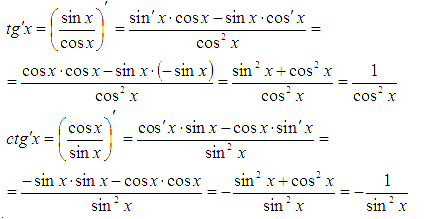 tg′x = (sin x / cos x)′ = (sin′ x · cos x − sin x · cos′ x) / cos² x =
= (cos x · cos x − sin x · (−sin x)) / cos² x = (sin² x + cos² x) / cos² x = 1 / cos² x
ctg′x = (cos x / sin x)′ = (cos′ x · sin x − cos x · sin′ x) / sin² x =
= (−sin x · sin x − cos x · cos x) / sin² x = −(sin² x + cos² x) / sin² x = −1 / sin² x